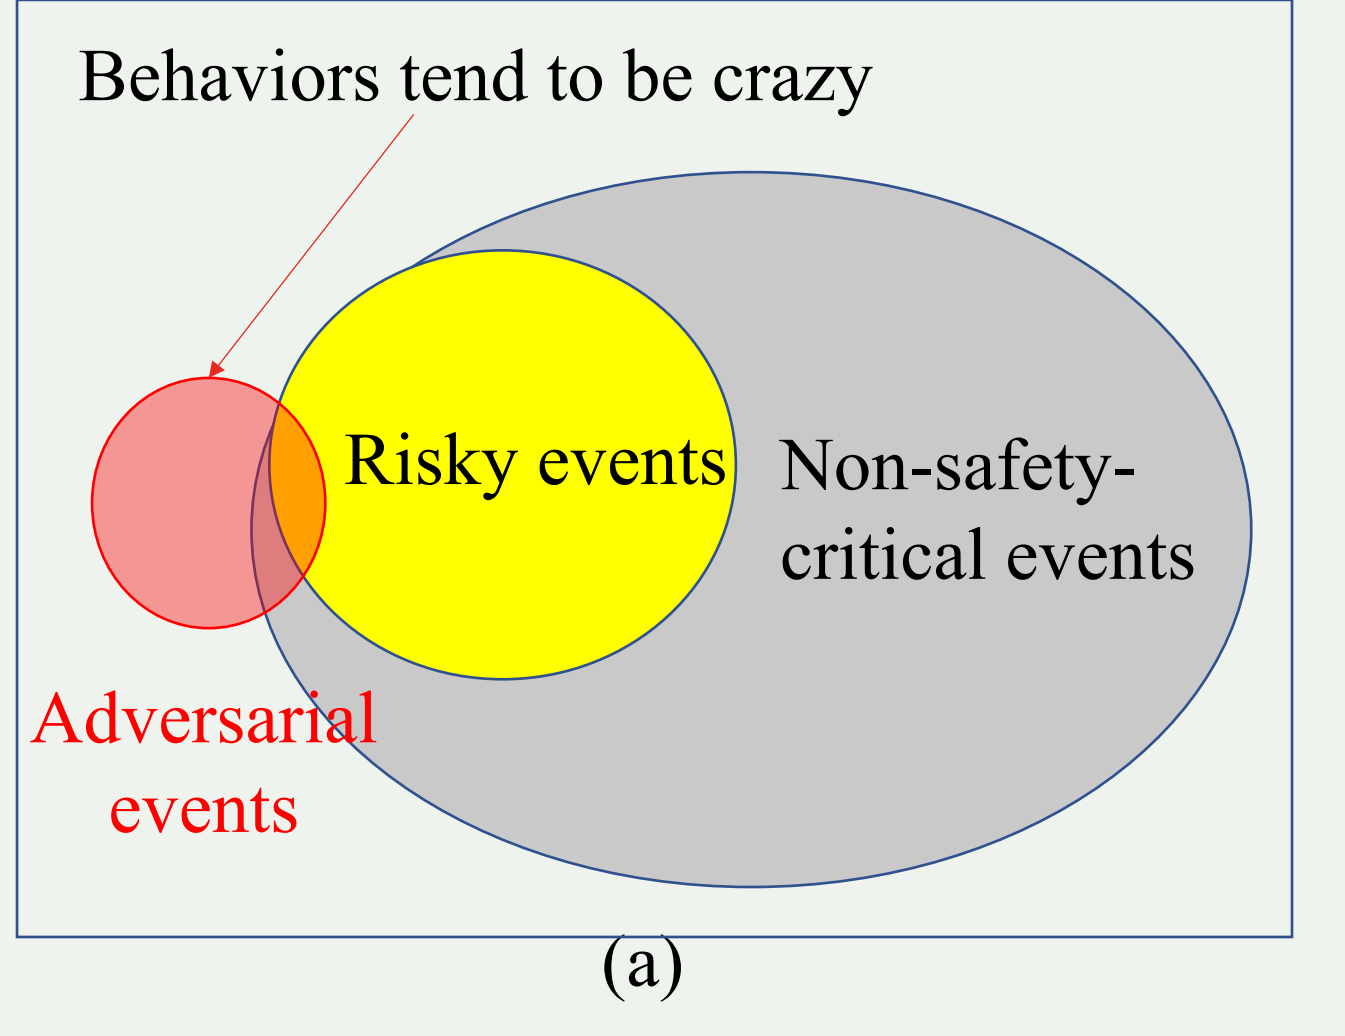 Behaviors tend to be crazy
Risky events
Non-safety-
critical events
Adversarial
events
(a)